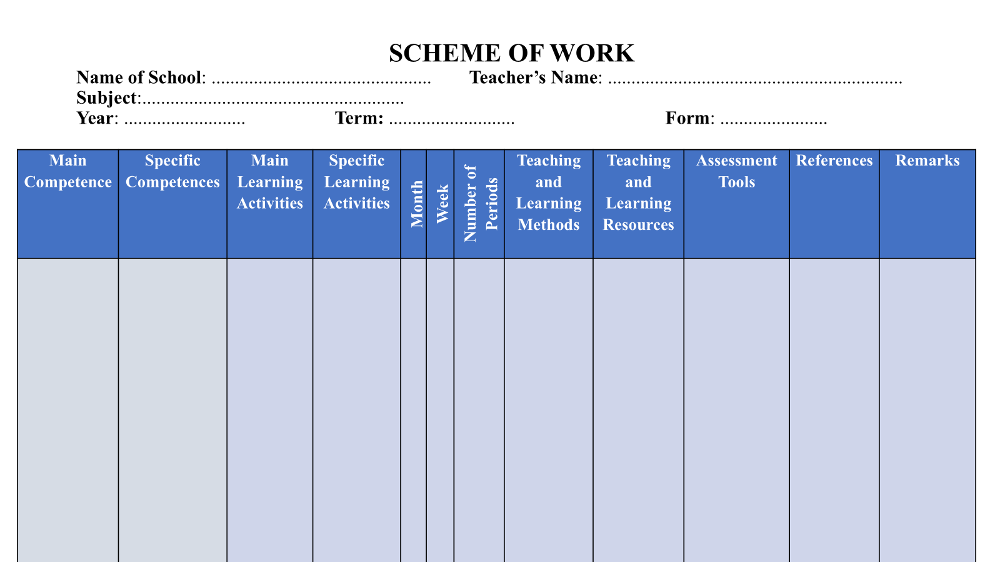 SCHEME OF WORK
Name of School: ............................................... Teacher’s Name: ...............................................................
Subject:........................................................
Year: .......................... Term: ........................... Form: .......................
Main
Competence
Specific
Competences
Main
Learning
Activities
Specific
Learning
Activities
Month
Week
Number of
Periods
Teaching
and
Learning
Methods
Teaching
and
Learning
Resources
Assessment
Tools
References
Remarks